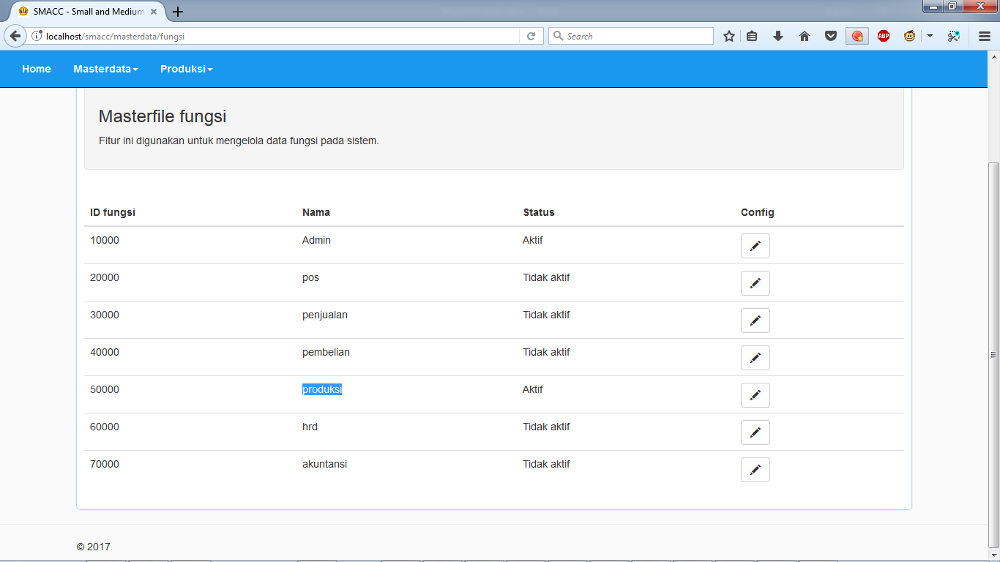 SMACC - Small and Medium
localhost/smacc/masterdata/fungsi
Search
ABP
Home Masterdata Produksi
Masterfile fungsi
Fitur ini digunakan untuk mengelola data fungsi pada sistem.
ID fungsi Nama Status Config
10000 Admin Aktif
20000 pos Tidak aktif
30000 penjualan Tidak aktif
40000 pembelian Tidak aktif
50000 produksi Aktif
60000 hrd Tidak aktif
70000 akuntansi Tidak aktif
© 2017